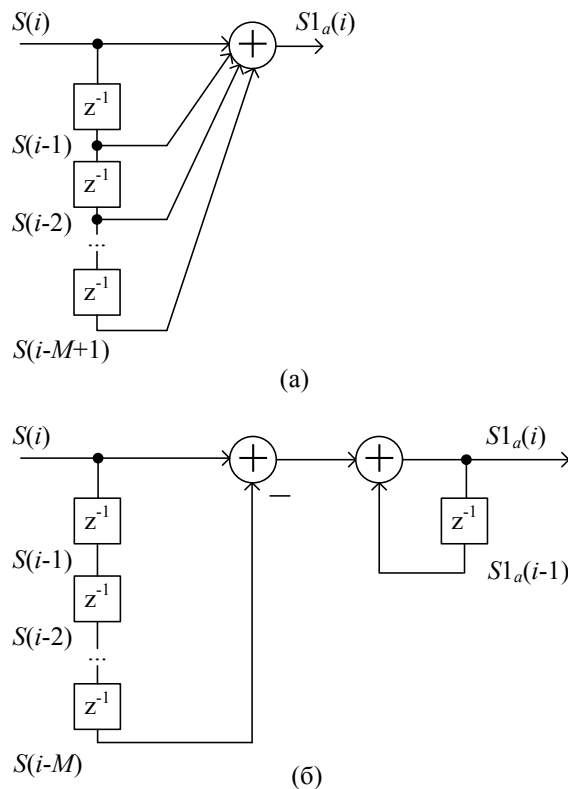 S(i) S1ₐ(i)
+
z⁻¹
S(i-1)
z⁻¹
S(i-2)
...
z⁻¹
S(i-M+1)
(а)
S(i) S1ₐ(i)
+ +
–
z⁻¹ z⁻¹
S(i-1) S1ₐ(i-1)
z⁻¹
S(i-2)
...
z⁻¹
S(i-M)
(б)